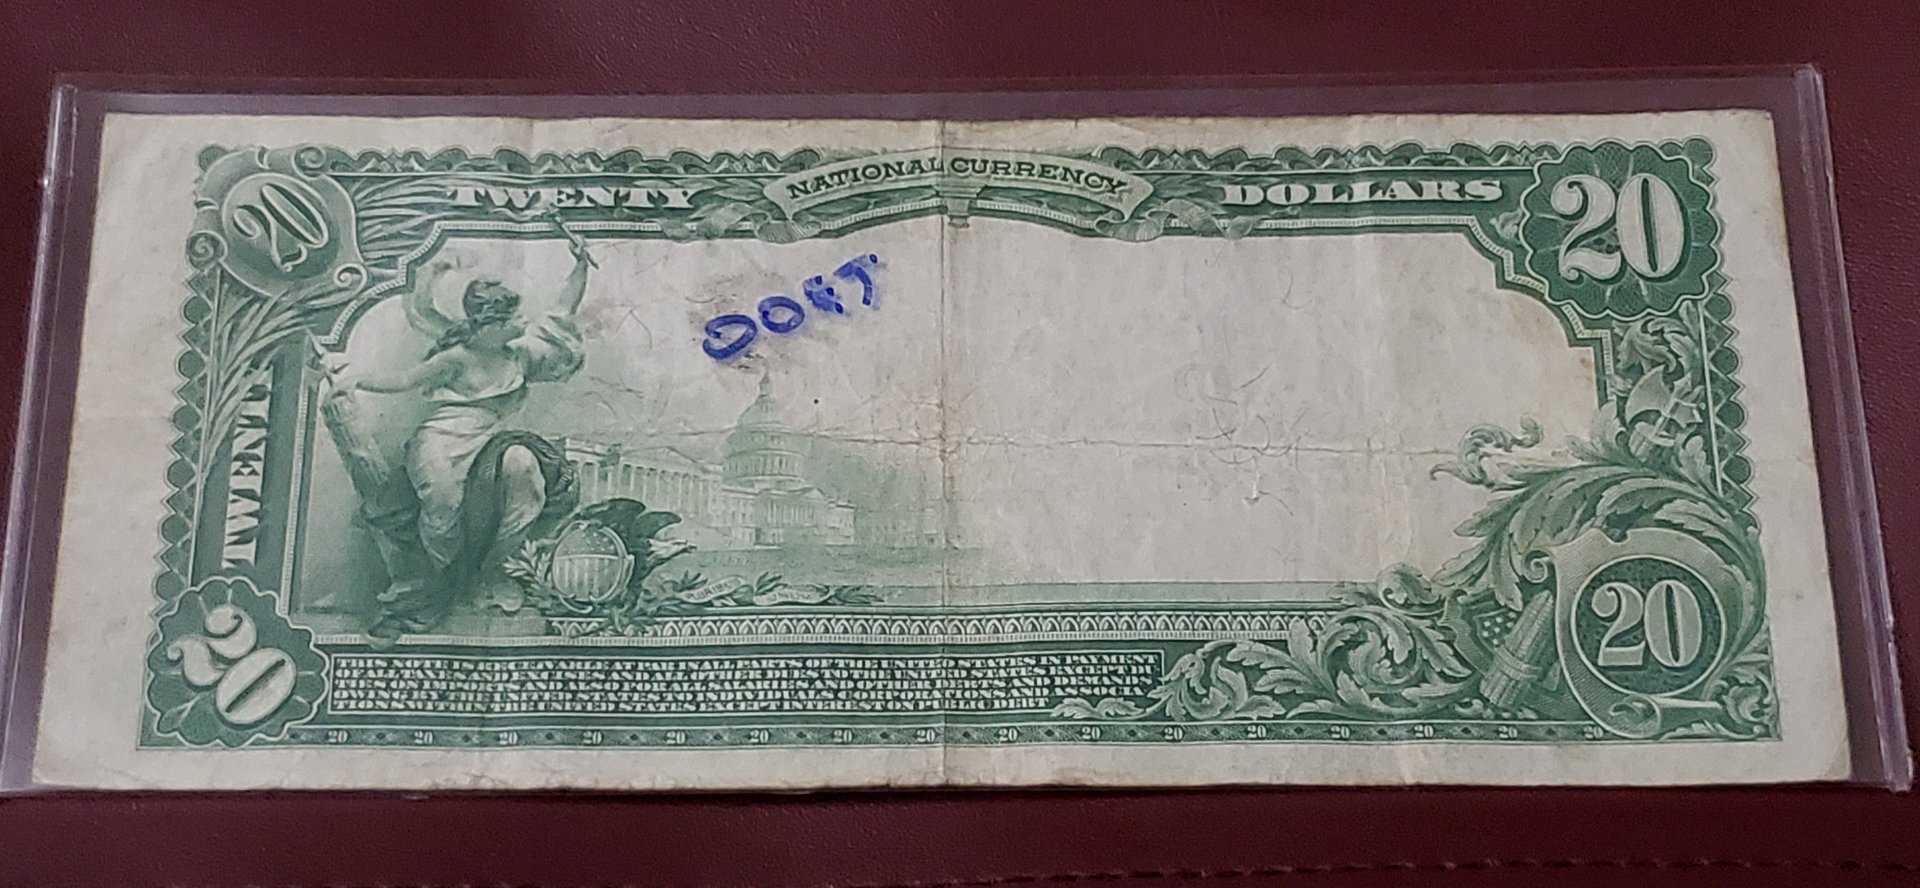 20
TWENTY
NATIONAL CURRENCY
DOLLARS
20
TWENTY
20
20
THIS NOTE IS RECEIVABLE AT PAR IN ALL PARTS OF THE UNITED STATES IN PAYMENT
OF ALL TAXES AND EXCISES AND ALL OTHER DUES TO THE UNITED STATES EXCEPT DU
TIES ON IMPORTS AND ALSO FOR ALL SALARIES AND OTHER DEBTS AND DEMANDS
OWING BY THE UNITED STATES TO INDIVIDUALS CORPORATIONS AND ASSOCIA
TIONS WITHIN THE UNITED STATES EXCEPT INTEREST ON PUBLIC DEBT
20 20 20 20 20 20 20 20 20 20 20 20 20 20 20 20